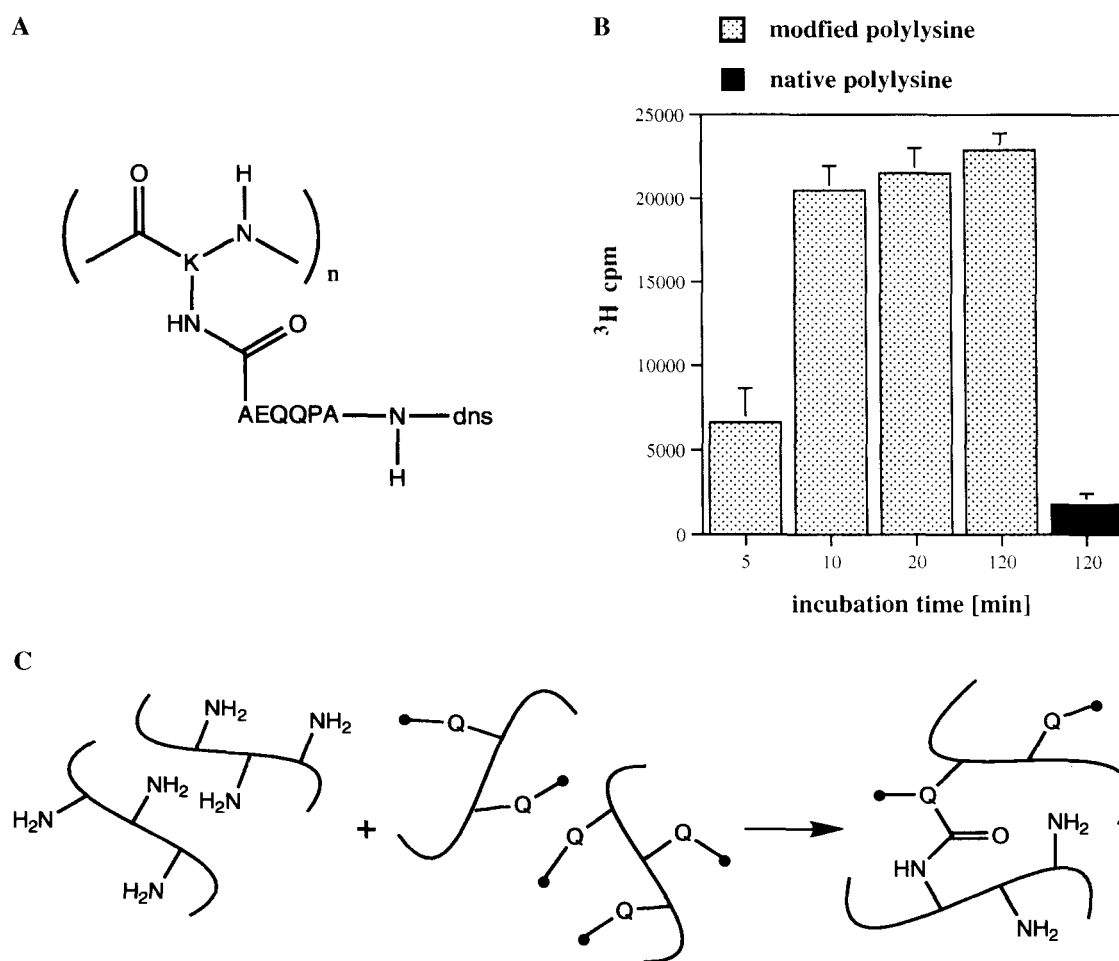 A
O
H
N
K
n
HN
O
AEQQPA
N
dns
H
B
modfied polylysine
native polylysine
25000
20000
15000
10000
5000
0
³H cpm
5 10 20 120 120
incubation time [min]
C
NH₂
NH₂
NH₂
H₂N
H₂N
H₂N
+
Q
Q
Q
Q
Q
Q
Q
O
NH₂
HN
NH₂